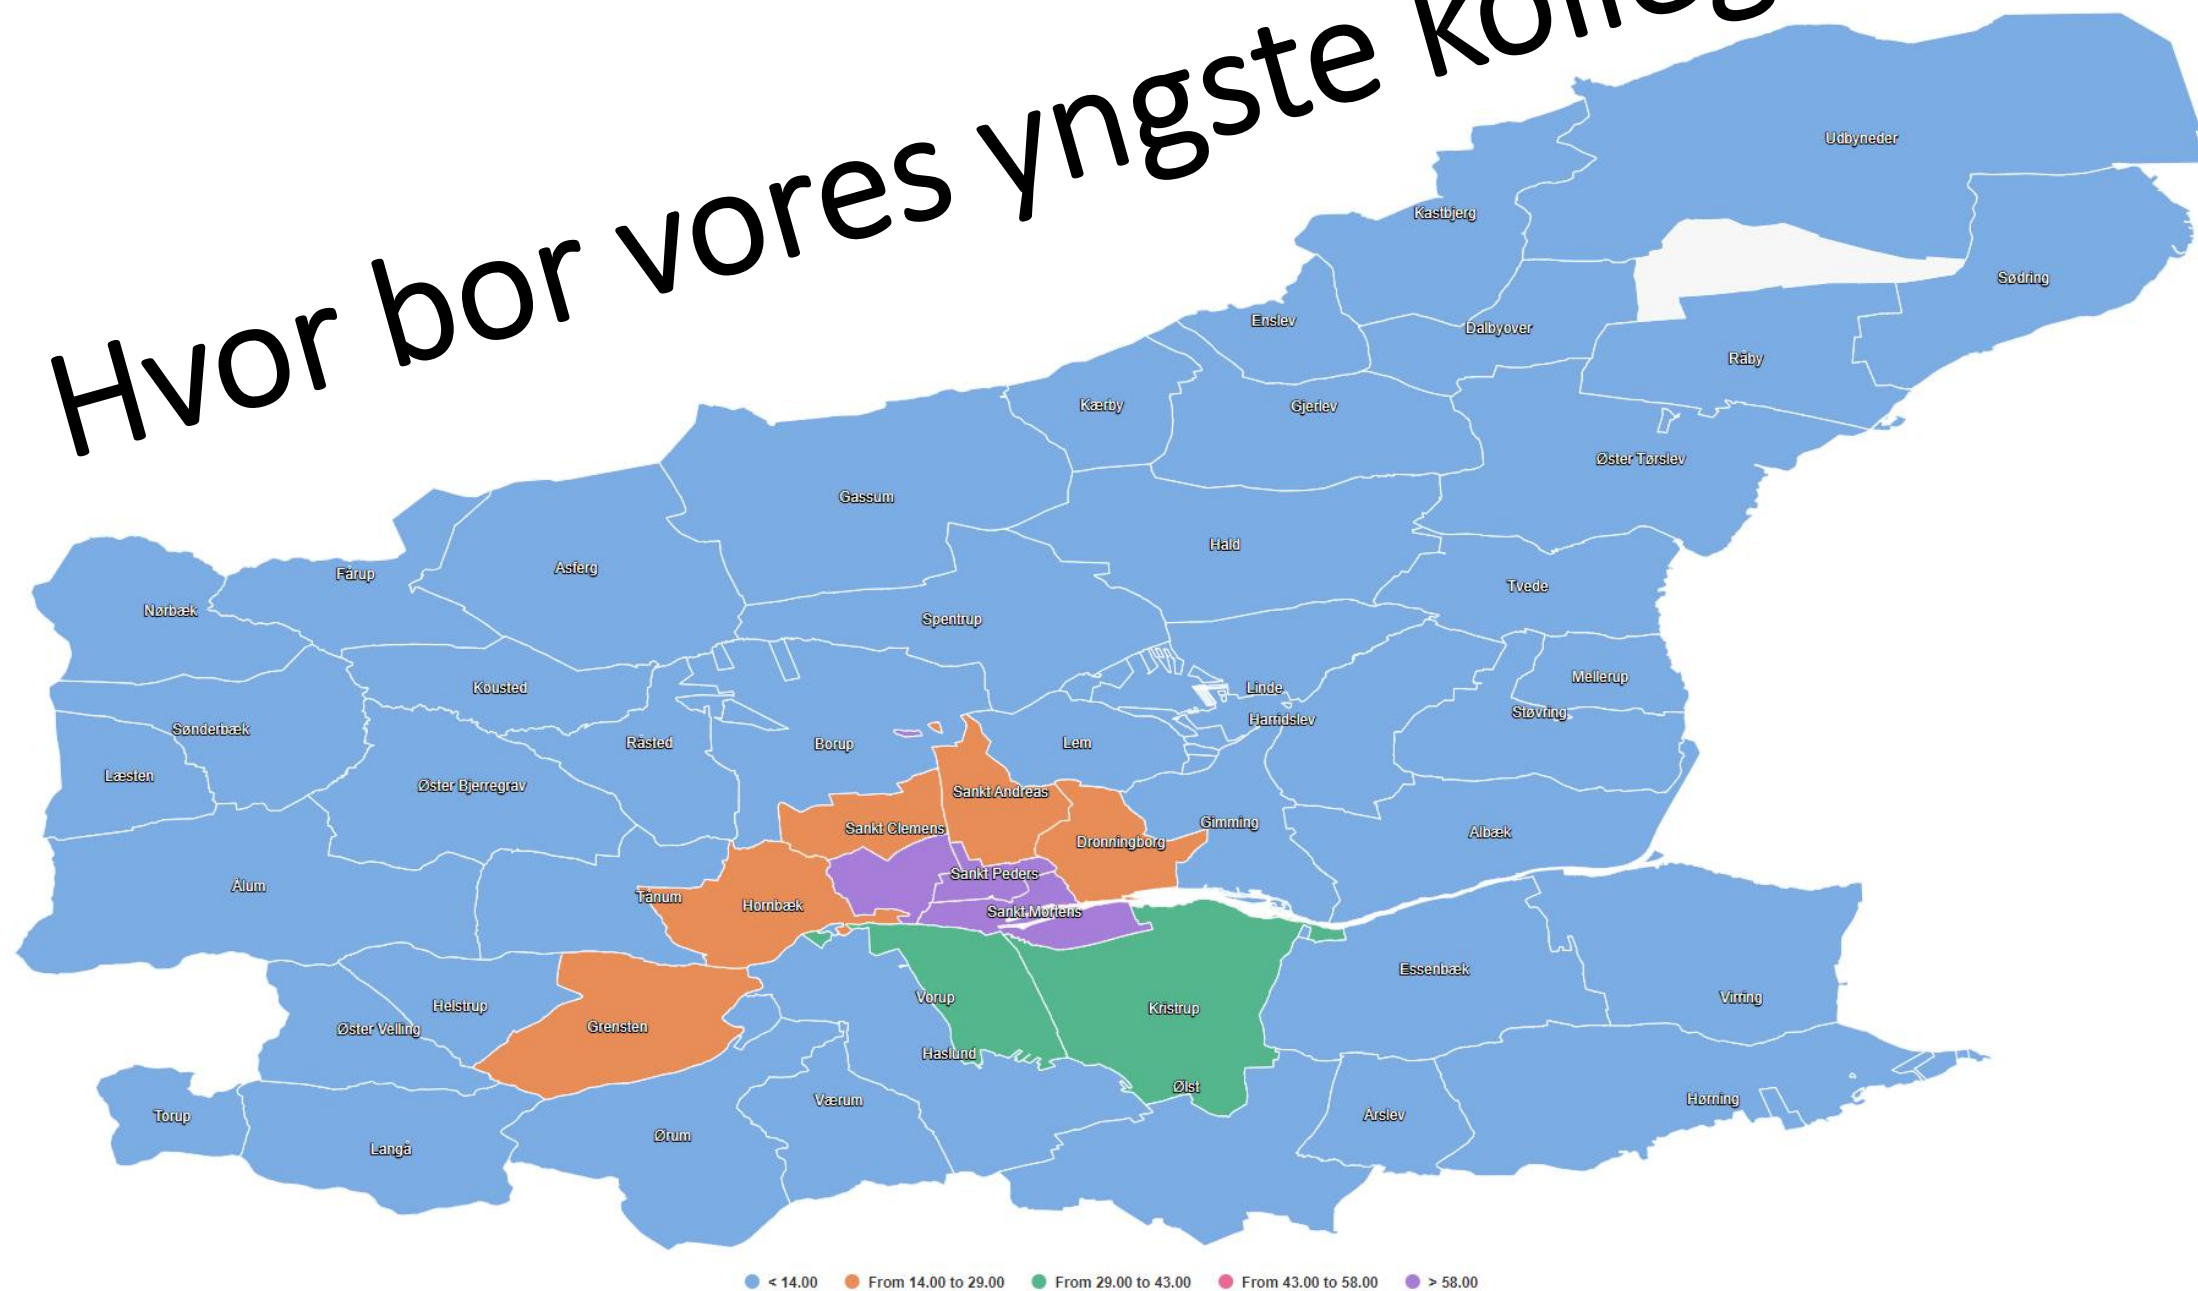 Hvor bor vores yngste
Udbyneder
Kastbjerg
Sødring
Enslev
Dalbyover
Råby
Kærby
Gjerlev
Øster Tørslev
Gassum
Hald
Asferg
Fårup
Tvede
Nørbæk
Spentrup
Mellerup
Kousted
Linde
Støvring
Harridslev
Sønderbæk
Råsted
Borup
Lem
Læsten
Øster Bjerregrav
Sankt Andreas
Sankt Clemens
Gimming
Dronningborg
Albæk
Sankt Peders
Ålum
Tånum
Hornbæk
Sankt Mortens
Essenbæk
Vorup
Virring
Helstrup
Kristrup
Øster Velling
Grensten
Haslund
Ølst
Værum
Hørning
Torup
Årslev
Ørum
Langå
< 14.00 From 14.00 to 29.00 From 29.00 to 43.00 From 43.00 to 58.00 > 58.00